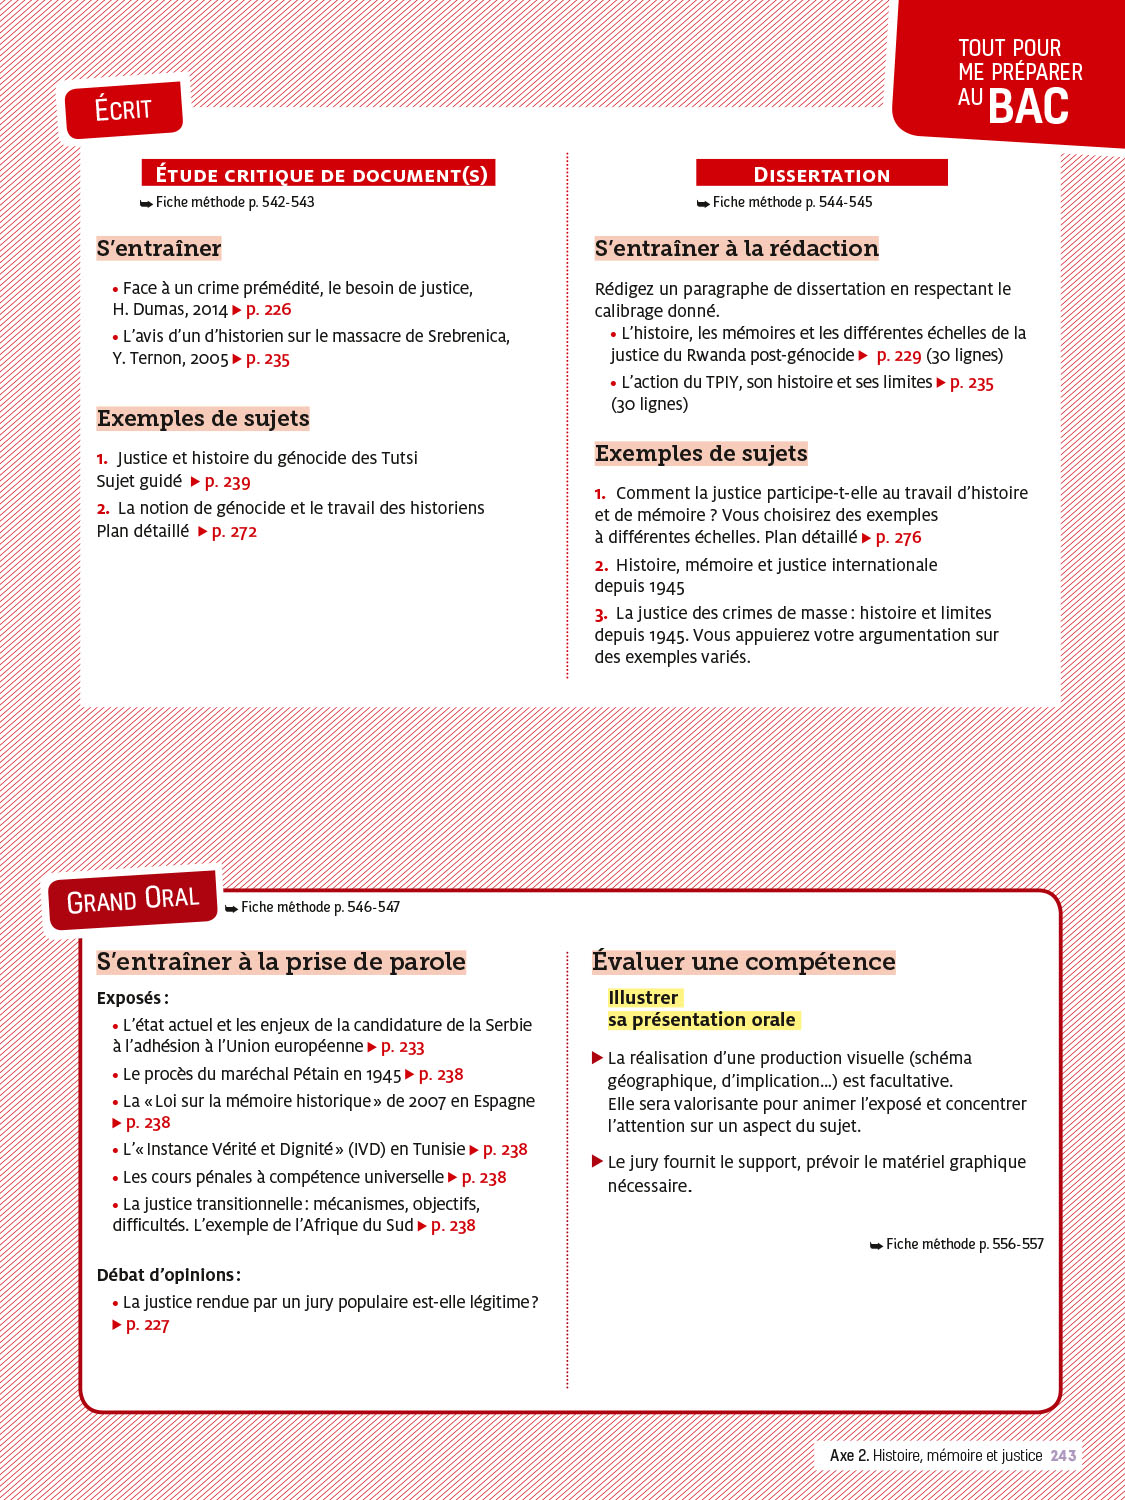 TOUT POUR
ME PRÉPARER
AU BAC
ÉCRIT
ÉTUDE CRITIQUE DE DOCUMENT(S)
➥ Fiche méthode p. 542-543
S’entraîner
• Face à un crime prémédité, le besoin de justice,
H. Dumas, 2014 ▶ p. 226
• L’avis d’un d’historien sur le massacre de Srebrenica,
Y. Ternon, 2005 ▶ p. 235
Exemples de sujets
1. Justice et histoire du génocide des Tutsi
Sujet guidé ▶ p. 239
2. La notion de génocide et le travail des historiens
Plan détaillé ▶ p. 272
DISSERTATION
➥ Fiche méthode p. 544-545
S’entraîner à la rédaction
Rédigez un paragraphe de dissertation en respectant le
calibrage donné.
• L’histoire, les mémoires et les différentes échelles de la
justice du Rwanda post-génocide ▶ p. 229 (30 lignes)
• L’action du TPIY, son histoire et ses limites ▶ p. 235
(30 lignes)
Exemples de sujets
1. Comment la justice participe-t-elle au travail d’histoire
et de mémoire ? Vous choisirez des exemples
à différentes échelles. Plan détaillé ▶ p. 276
2. Histoire, mémoire et justice internationale
depuis 1945
3. La justice des crimes de masse : histoire et limites
depuis 1945. Vous appuierez votre argumentation sur
des exemples variés.
GRAND ORAL
➥ Fiche méthode p. 546-547
S’entraîner à la prise de parole
Exposés :
• L’état actuel et les enjeux de la candidature de la Serbie
à l’adhésion à l’Union européenne ▶ p. 233
• Le procès du maréchal Pétain en 1945 ▶ p. 238
• La « Loi sur la mémoire historique » de 2007 en Espagne
▶ p. 238
• L’« Instance Vérité et Dignité » (IVD) en Tunisie ▶ p. 238
• Les cours pénales à compétence universelle ▶ p. 238
• La justice transitionnelle : mécanismes, objectifs,
difficultés. L’exemple de l’Afrique du Sud ▶ p. 238
Débat d’opinions :
• La justice rendue par un jury populaire est-elle légitime ?
▶ p. 227
Évaluer une compétence
Illustrer
sa présentation orale
▶ La réalisation d’une production visuelle (schéma
géographique, d’implication…) est facultative.
Elle sera valorisante pour animer l’exposé et concentrer
l’attention sur un aspect du sujet.
▶ Le jury fournit le support, prévoir le matériel graphique
nécessaire.
➥ Fiche méthode p. 556-557
Axe 2. Histoire, mémoire et justice 243